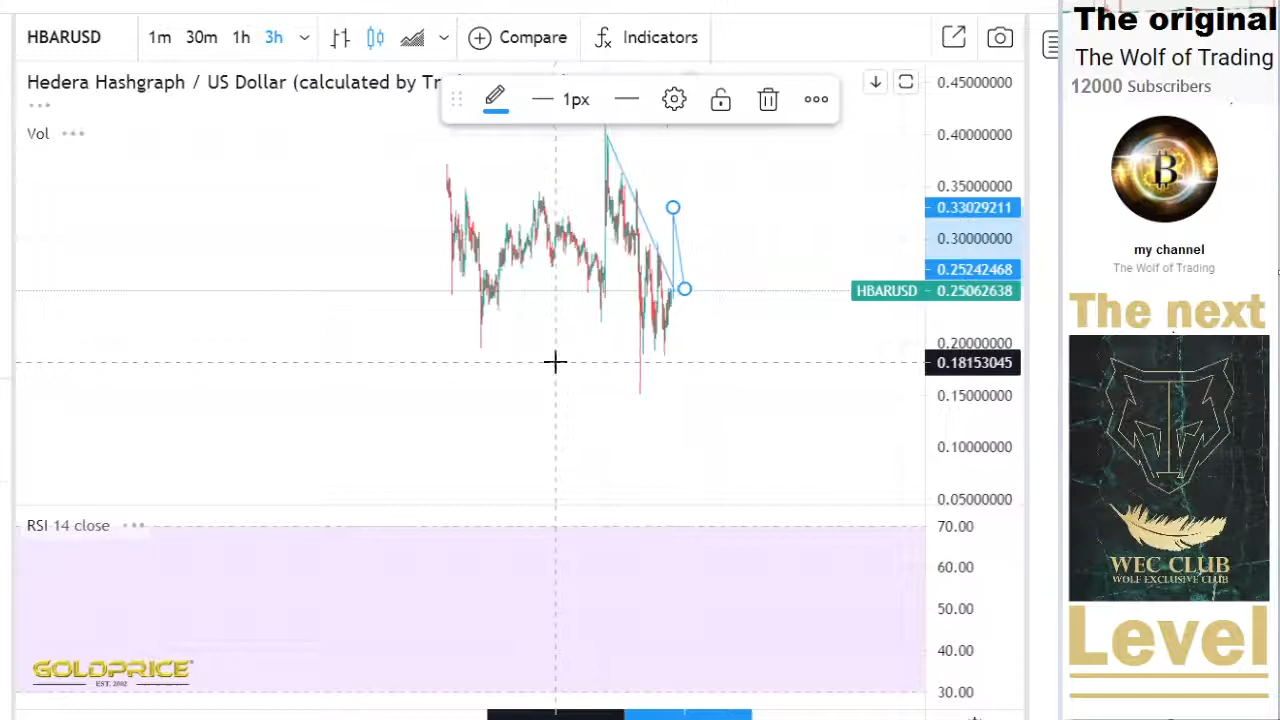 HBARUSD
1m 30m 1h 3h
Compare
Indicators
Hedera Hashgraph / US Dollar (calculated by Tr
1px
Vol
0.45000000
0.40000000
0.35000000
0.33029211
0.30000000
0.25242468
HBARUSD 0.25062638
0.20000000
0.18153045
0.15000000
0.10000000
0.05000000
RSI 14 close
70.00
60.00
50.00
40.00
30.00
GOLDPRICE
EST. 2002
The original
The Wolf of Trading
12000 Subscribers
B
my channel
The Wolf of Trading
The next
WEC CLUB
WOLF EXCLUSIVE CLUB
Level